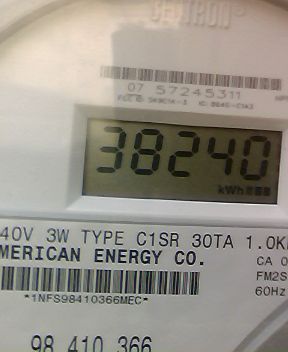 CENTRON®
07 57245311
38240
kWh
40V 3W TYPE C1SR 30TA 1.0K
MERICAN ENERGY CO.
CA 0
FM2S
*1NFS98410366MEC*
60Hz
98 410 366